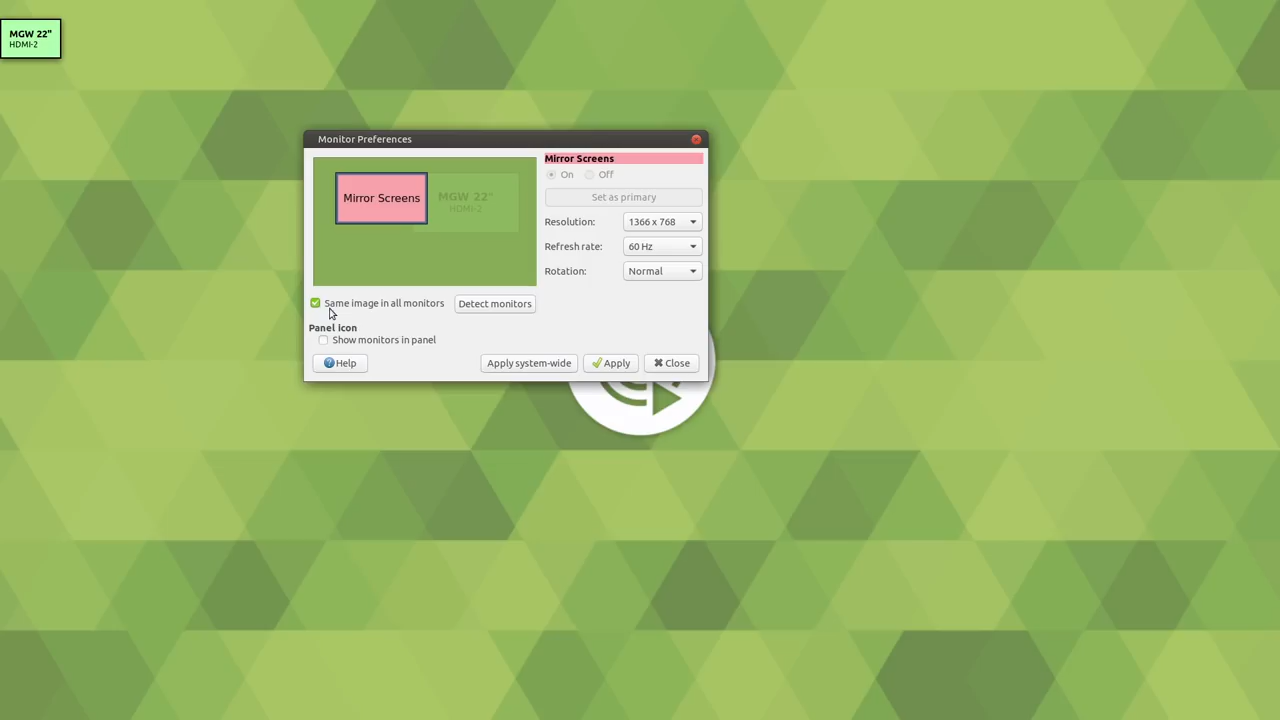 MGW 22"
HDMI-2
Monitor Preferences
Mirror Screens
MGW 22"
HDMI-2
Mirror Screens
On Off
Set as primary
Resolution: 1366 x 768
Refresh rate: 60 Hz
Rotation: Normal
Same image in all monitors Detect monitors
Panel icon
Show monitors in panel
Help Apply system-wide Apply Close